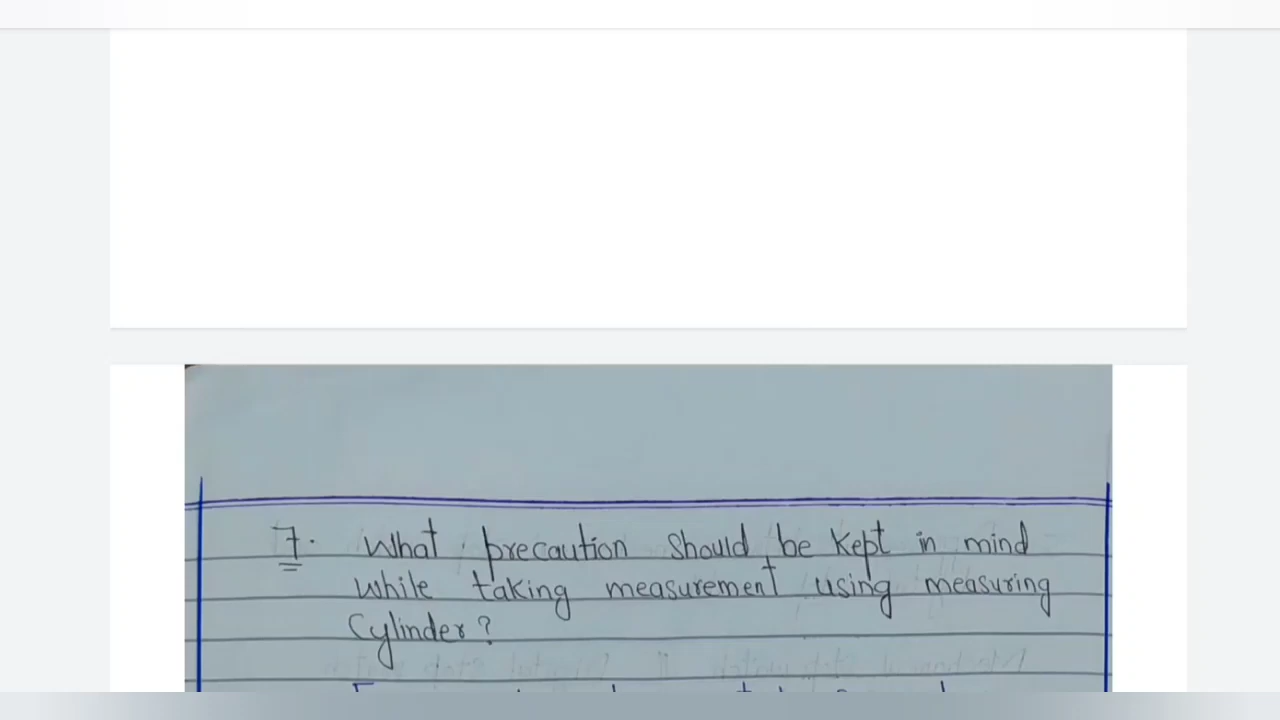 7. What precaution should be kept in mind
while taking measurement using measuring
Cylinder?